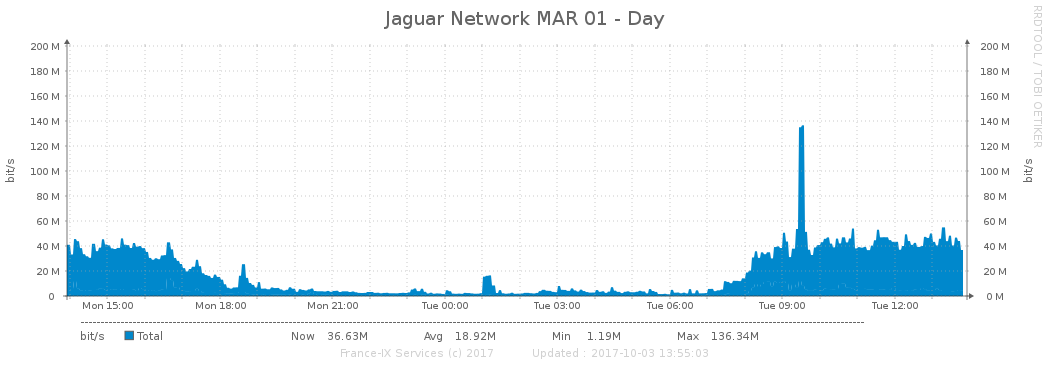 Jaguar Network MAR 01 - Day
RRDTOOL / TOBI OETIKER
bit/s
200 M
180 M
160 M
140 M
120 M
100 M
80 M
60 M
40 M
20 M
0
200 M
180 M
160 M
140 M
120 M
100 M
80 M
60 M
40 M
20 M
0 M
bit/s
Mon 15:00 Mon 18:00 Mon 21:00 Tue 00:00 Tue 03:00 Tue 06:00 Tue 09:00 Tue 12:00
bit/s Total Now 36.63M Avg 18.92M Min 1.19M Max 136.34M
France-IX Services (c) 2017 Updated : 2017-10-03 13:55:03